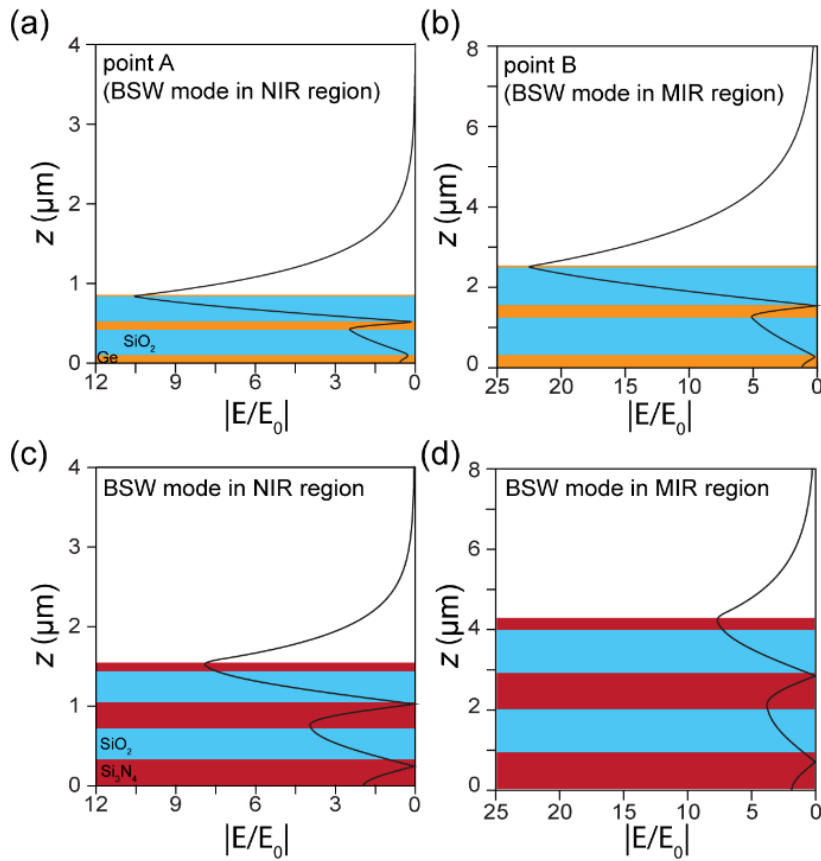 (a)
point A
(BSW mode in NIR region)
4
3
2
1
0
z (μm)
SiO2
Ge
12
9
6
3
0
|E/E0|
(b)
point B
(BSW mode in MIR region)
8
6
4
2
0
z (μm)
25
20
15
10
5
0
|E/E0|
(c)
BSW mode in NIR region
4
3
2
1
0
z (μm)
SiO2
Si3N4
12
9
6
3
0
|E/E0|
(d)
BSW mode in MIR region
8
6
4
2
0
z (μm)
25
20
15
10
5
0
|E/E0|